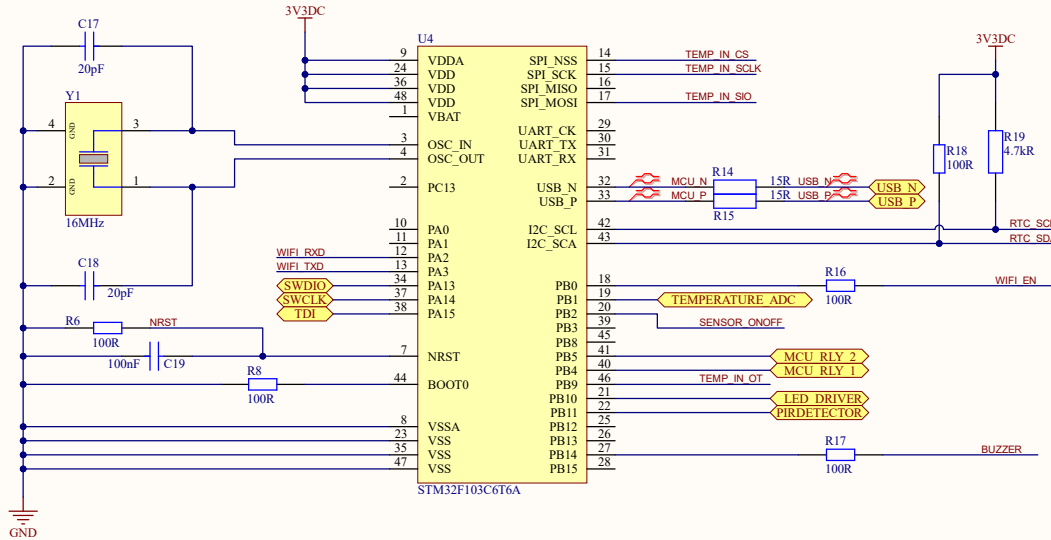 C17
20pF
3V3DC
U4
3V3DC
Y1
4
GND
3
2
GND
1
16MHz
C18
20pF
9 VDDA
24 VDD
36 VDD
48 VDD
1 VBAT
3 OSC_IN
4 OSC_OUT
2 PC13
10 PA0
11 PA1
WIFI_RXD 12 PA2
WIFI_TXD 13 PA3
SWDIO 34 PA13
SWCLK 37 PA14
TDI 38 PA15
R6
100R
NRST
100nF C19
7 NRST
R8
100R
44 BOOT0
8 VSSA
23 VSS
35 VSS
47 VSS
GND
SPI_NSS 14 TEMP_IN_CS
SPI_SCK 15 TEMP_IN_SCLK
SPI_MISO 16
SPI_MOSI 17 TEMP_IN_SIO
UART_CK 29
UART_TX 30
UART_RX 31
USB_N 32 MCU_N R14 15R USB_N USB_N
USB_P 33 MCU_P R15 15R USB_P USB_P
R18
100R
R19
4.7kR
I2C_SCL 42 RTC_SCL
I2C_SCA 43 RTC_SDA
PB0 18 R16 100R WIFI_EN
PB1 19 TEMPERATURE_ADC
PB2 20 SENSOR_ONOFF
PB3 39
PB8 45
PB5 41 MCU_RLY_2
PB4 40 MCU_RLY_1
PB9 46 TEMP_IN_OT
PB10 21 LED_DRIVER
PB11 22 PIRDETECTOR
PB12 25
PB13 26
PB14 27 R17 100R BUZZER
PB15 28
STM32F103C6T6A